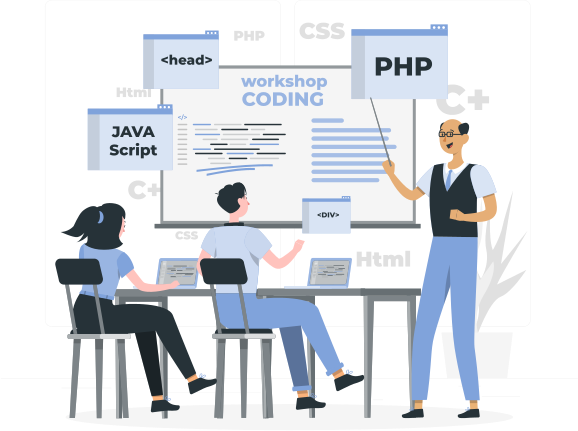 PHP
CSS
<head>
PHP
Html
workshop
CODING
C+
JAVA
Script
</>
C+
<DIV>
CSS
Html